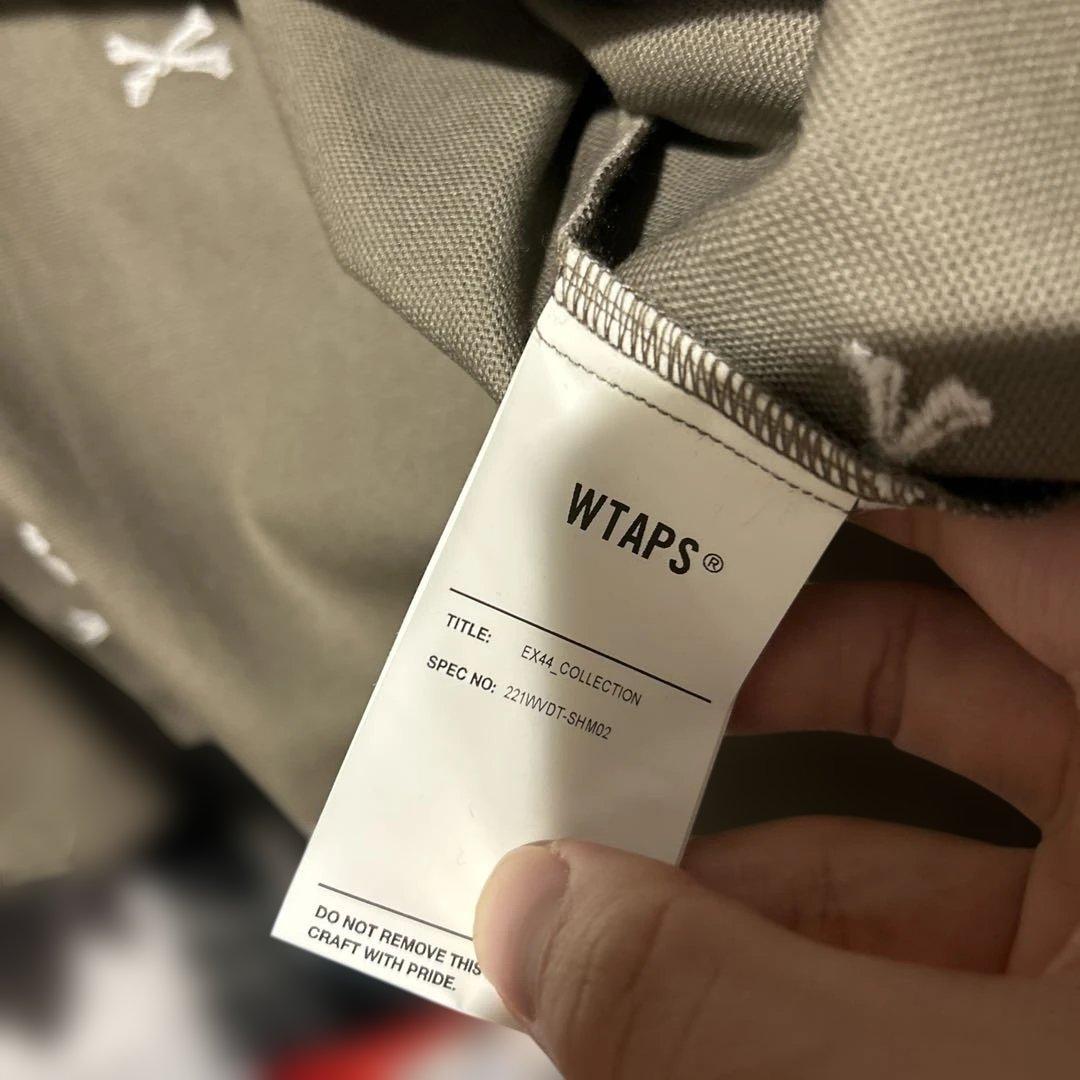 WTAPS®
TITLE: EX44_COLLECTION
SPEC NO: 221WVDT-SHM02
DO NOT REMOVE THIS
CRAFT WITH PRIDE.